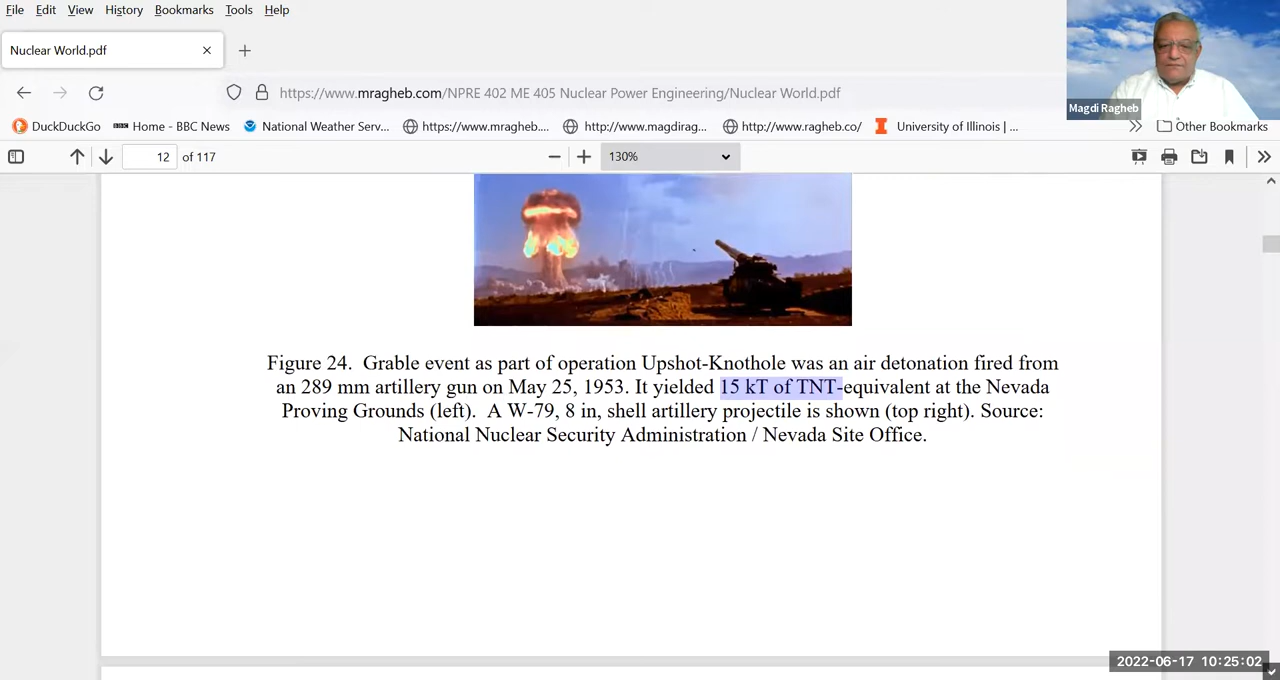 File Edit View History Bookmarks Tools Help
Nuclear World.pdf
https://www.mragheb.com/NPRE 402 ME 405 Nuclear Power Engineering/Nuclear World.pdf
Magdi Ragheb
DuckDuckGo BBC Home - BBC News National Weather Serv... https://www.mragheb.... http://www.magdirag... http://www.ragheb.co/ University of Illinois | ... Other Bookmarks
12 of 117 130%
Figure 24. Grable event as part of operation Upshot-Knothole was an air detonation fired from
an 289 mm artillery gun on May 25, 1953. It yielded 15 kT of TNT-equivalent at the Nevada
Proving Grounds (left). A W-79, 8 in, shell artillery projectile is shown (top right). Source:
National Nuclear Security Administration / Nevada Site Office.
2022-06-17 10:25:02